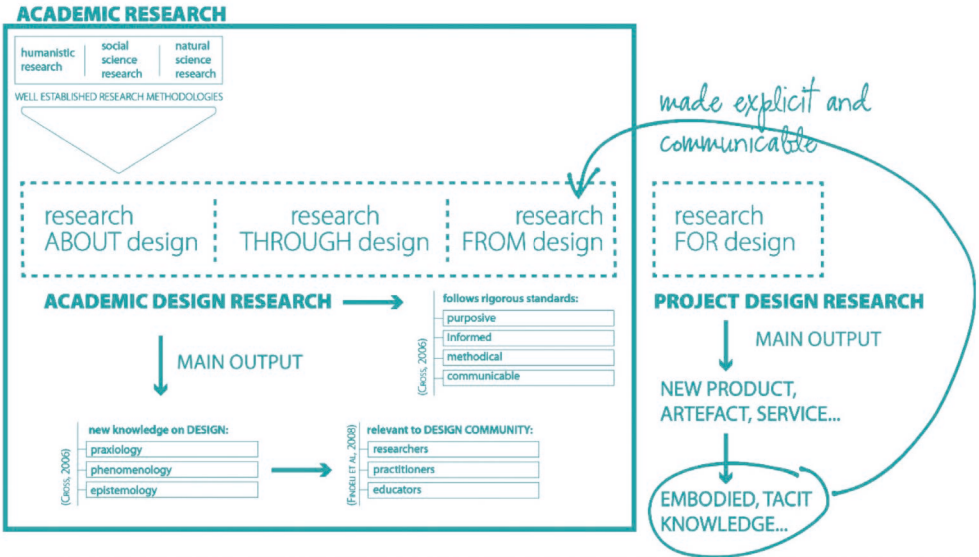 ACADEMIC RESEARCH
humanistic
research
social
science
research
natural
science
research
WELL ESTABLISHED RESEARCH METHODOLOGIES
made explicit and
communicable
research
ABOUT design
research
THROUGH design
research
FROM design
research
FOR design
ACADEMIC DESIGN RESEARCH
follows rigorous standards:
purposive
informed
methodical
communicable
(CROSS, 2006)
PROJECT DESIGN RESEARCH
MAIN OUTPUT
MAIN OUTPUT
NEW PRODUCT,
ARTEFACT, SERVICE...
new knowledge on DESIGN:
praxiology
phenomenology
epistemology
(CROSS, 2006)
relevant to DESIGN COMMUNITY:
researchers
practitioners
educators
(FINDELI ET AL, 2008)
EMBODIED, TACIT
KNOWLEDGE...